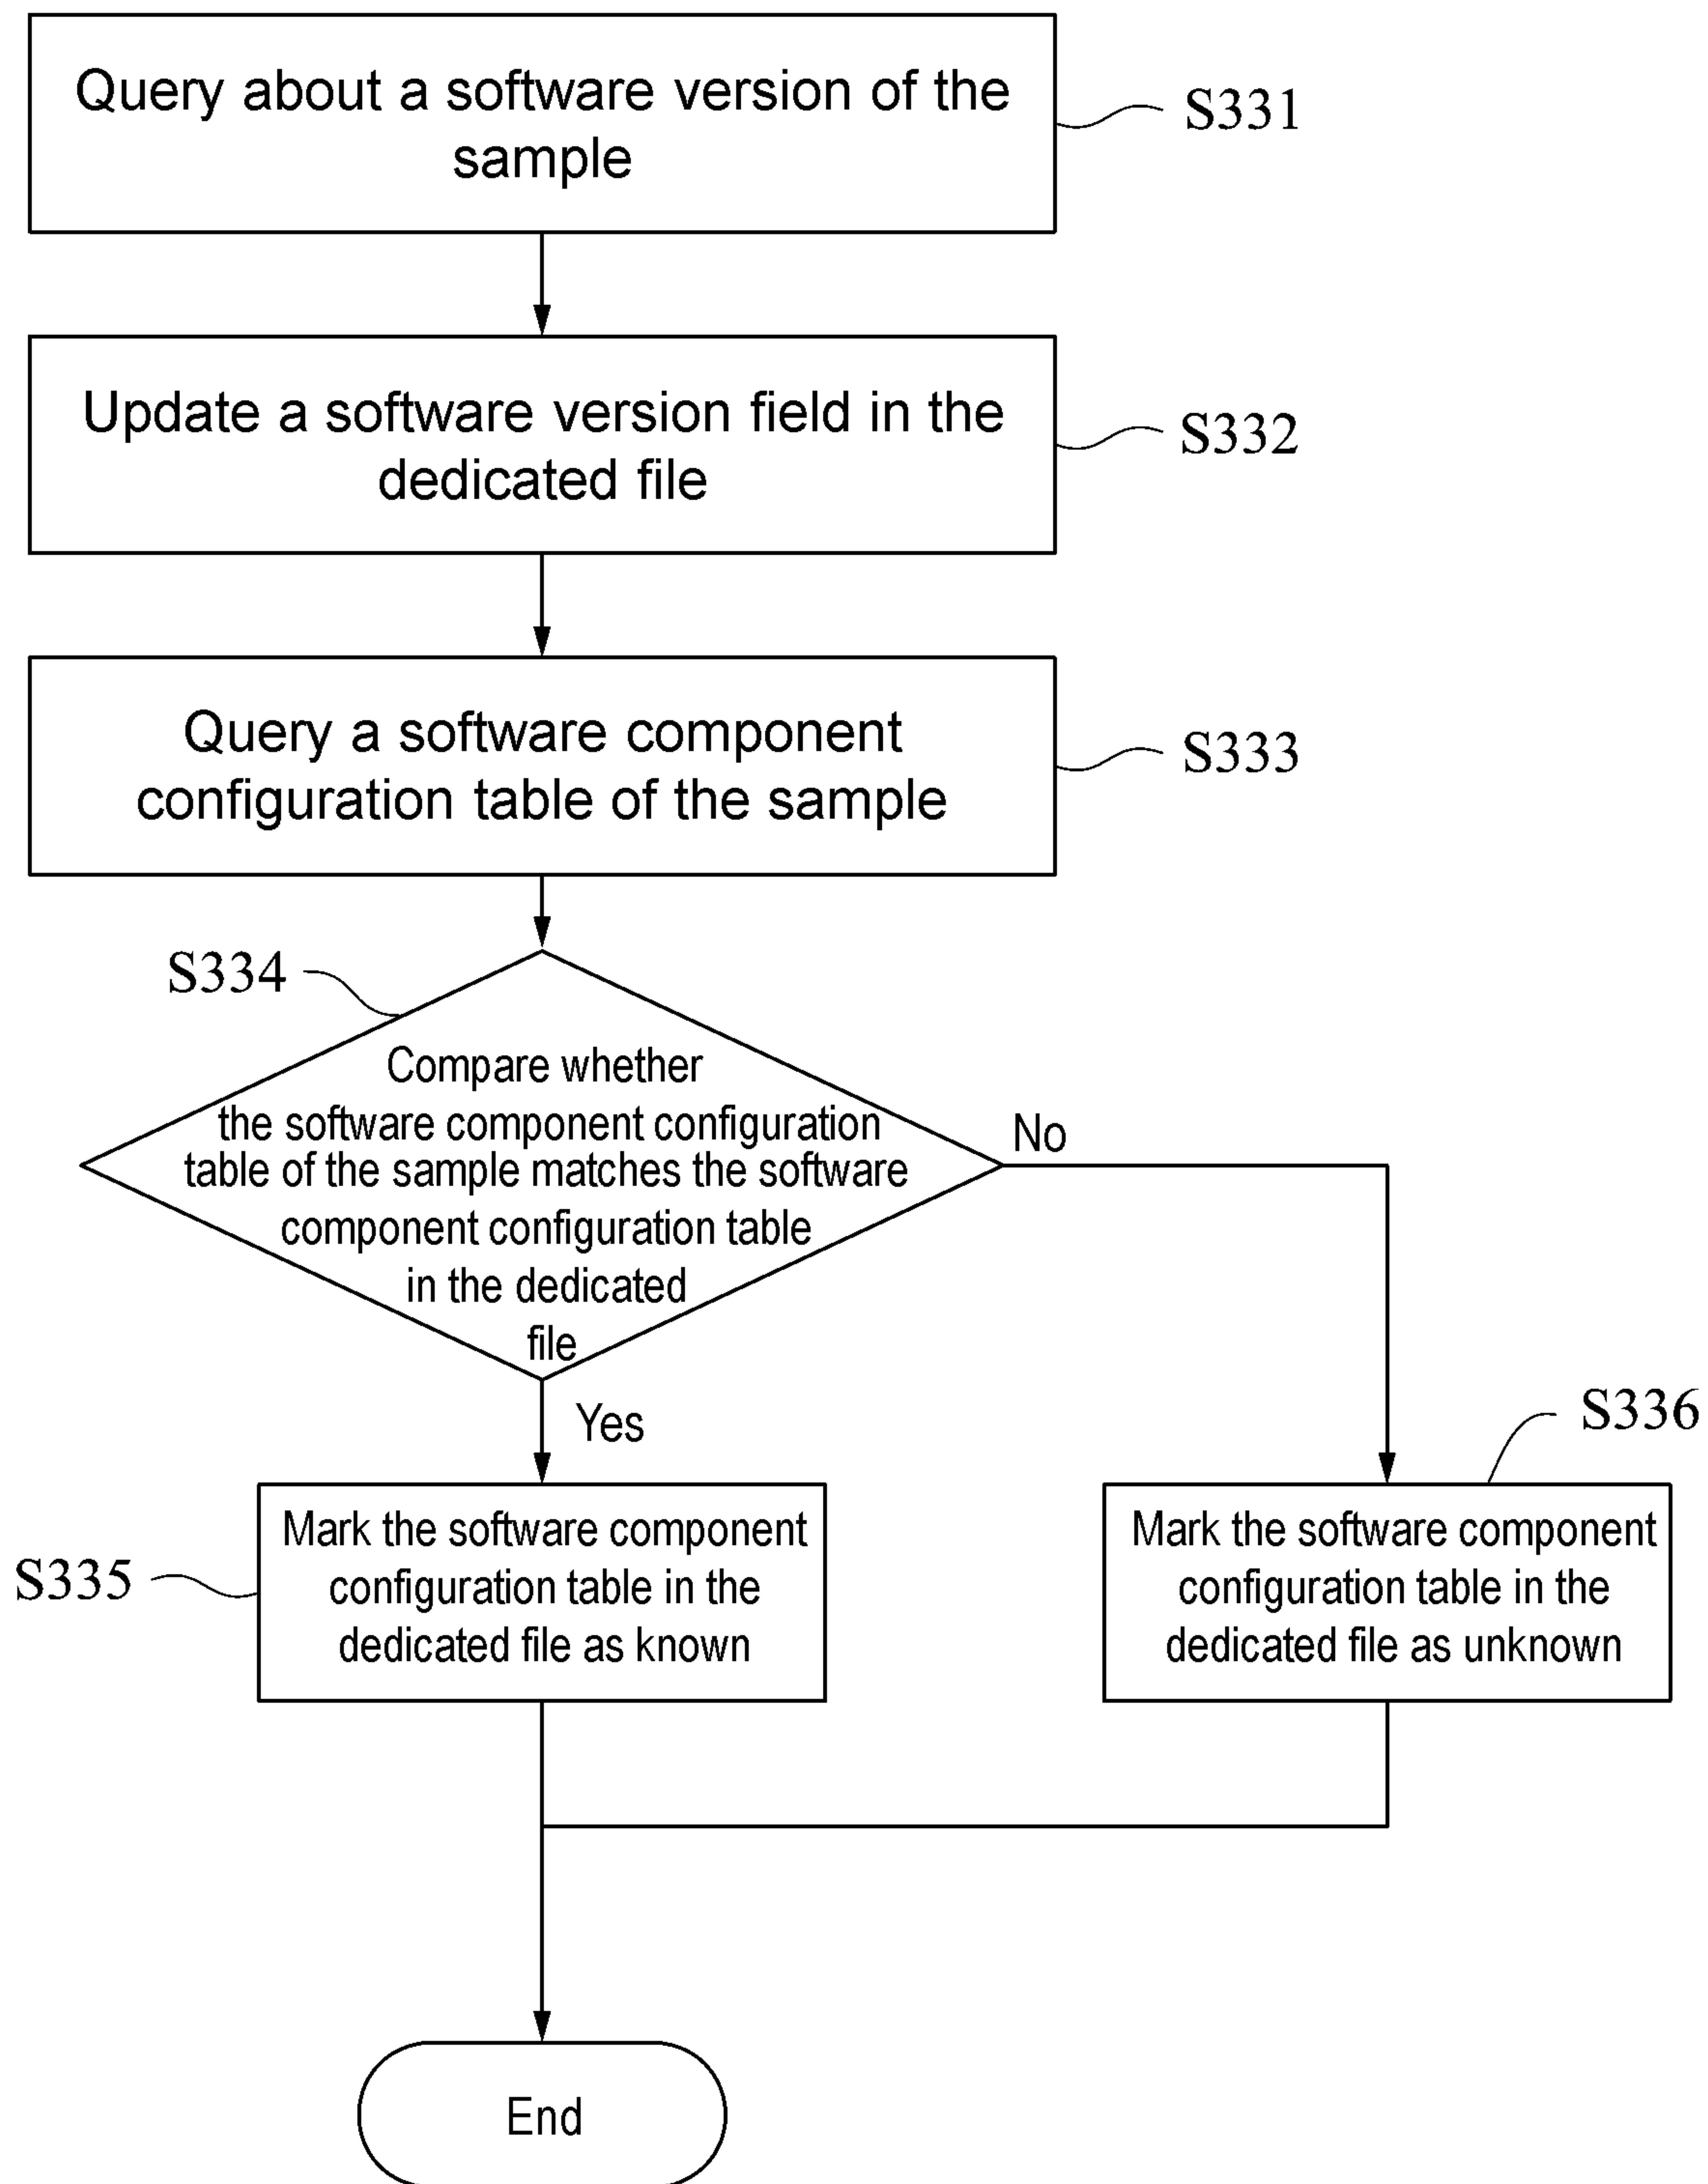 Query about a software version of the
sample
S331
Update a software version field in the
dedicated file
S332
Query a software component
configuration table of the sample
S333
S334
Compare whether
the software component configuration
table of the sample matches the software
component configuration table
in the dedicated
file
No
Yes
S335
Mark the software component
configuration table in the
dedicated file as known
S336
Mark the software component
configuration table in the
dedicated file as unknown
End